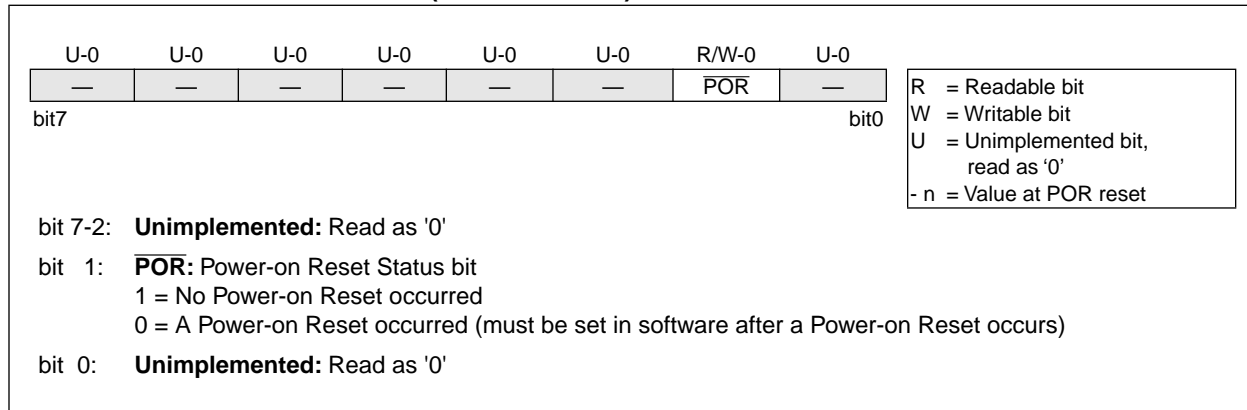 U-0 U-0 U-0 U-0 U-0 U-0 R/W-0 U-0
— — — — — — P̅O̅R̅ —
bit7 bit0
R = Readable bit
W = Writable bit
U = Unimplemented bit,
read as ‘0’
- n = Value at POR reset
bit 7-2: Unimplemented: Read as '0'
bit 1: P̅O̅R̅: Power-on Reset Status bit
1 = No Power-on Reset occurred
0 = A Power-on Reset occurred (must be set in software after a Power-on Reset occurs)
bit 0: Unimplemented: Read as '0'